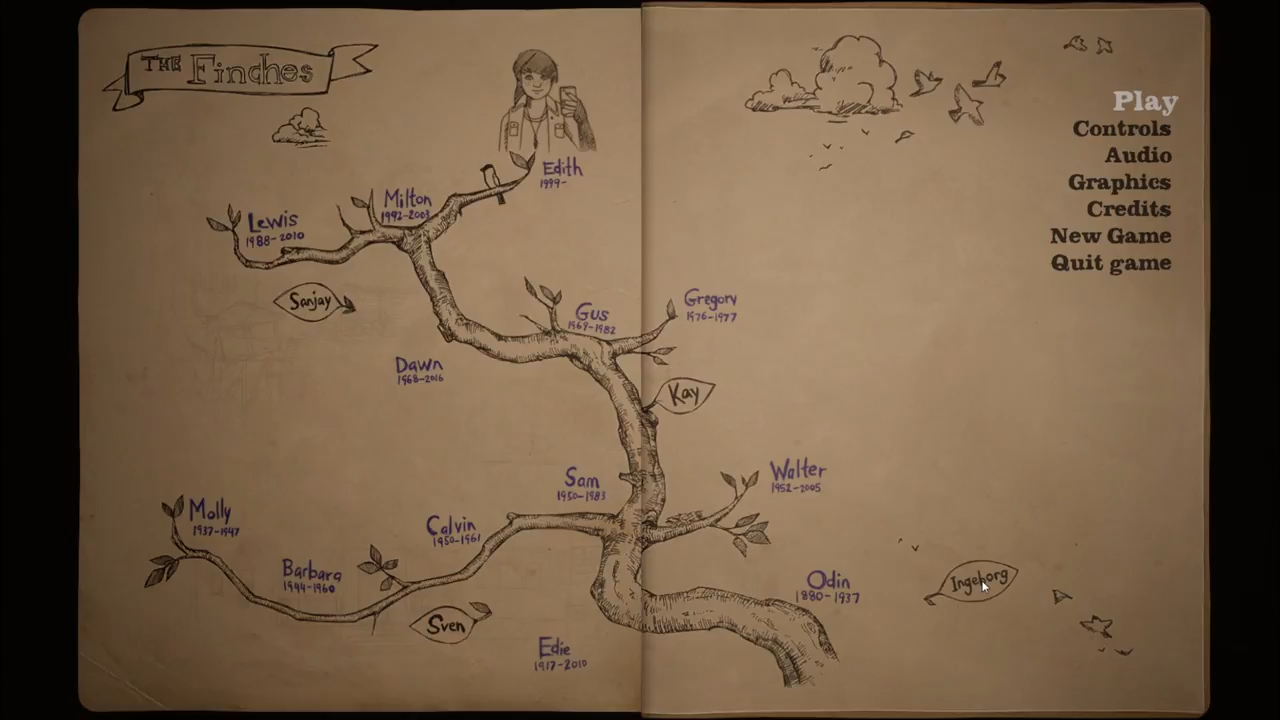 THE Finches
Play
Controls
Audio
Graphics
Credits
New Game
Quit game
Edith
1999-
Milton
1992-2003
Lewis
1988-2010
Sanjay
Gus
1969-1982
Gregory
1976-1977
Dawn
1968-2016
Kay
Sam
1950-1983
Walter
1952-2005
Molly
1937-1947
Calvin
1950-1961
Barbara
1944-1960
Sven
Odin
1880-1937
Ingeborg
Edie
1917-2010